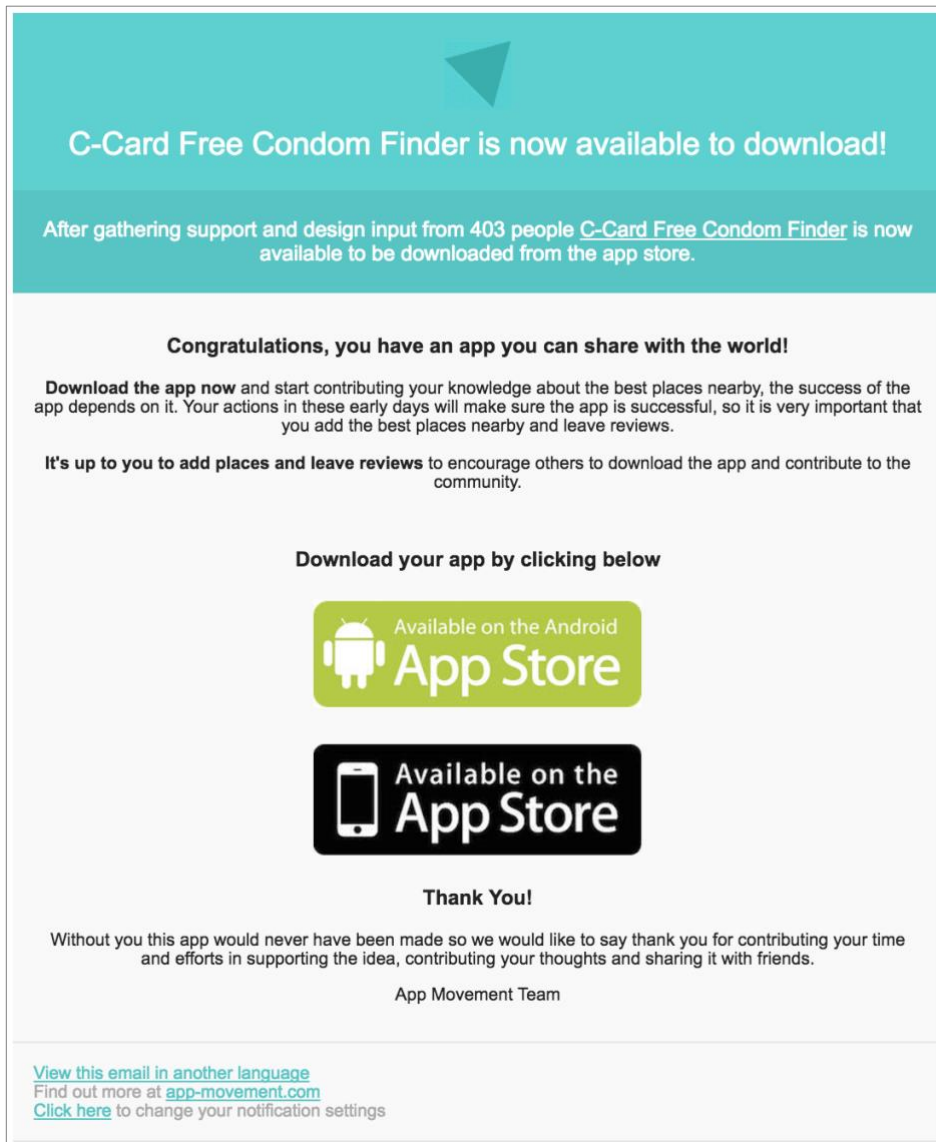 C-Card Free Condom Finder is now available to download!
After gathering support and design input from 403 people C-Card Free Condom Finder is now
available to be downloaded from the app store.
Congratulations, you have an app you can share with the world!
Download the app now and start contributing your knowledge about the best places nearby, the success of the
app depends on it. Your actions in these early days will make sure the app is successful, so it is very important that
you add the best places nearby and leave reviews.
It's up to you to add places and leave reviews to encourage others to download the app and contribute to the
community.
Download your app by clicking below
Available on the Android
App Store
Available on the
App Store
Thank You!
Without you this app would never have been made so we would like to say thank you for contributing your time
and efforts in supporting the idea, contributing your thoughts and sharing it with friends.
App Movement Team
View this email in another language
Find out more at app-movement.com
Click here to change your notification settings